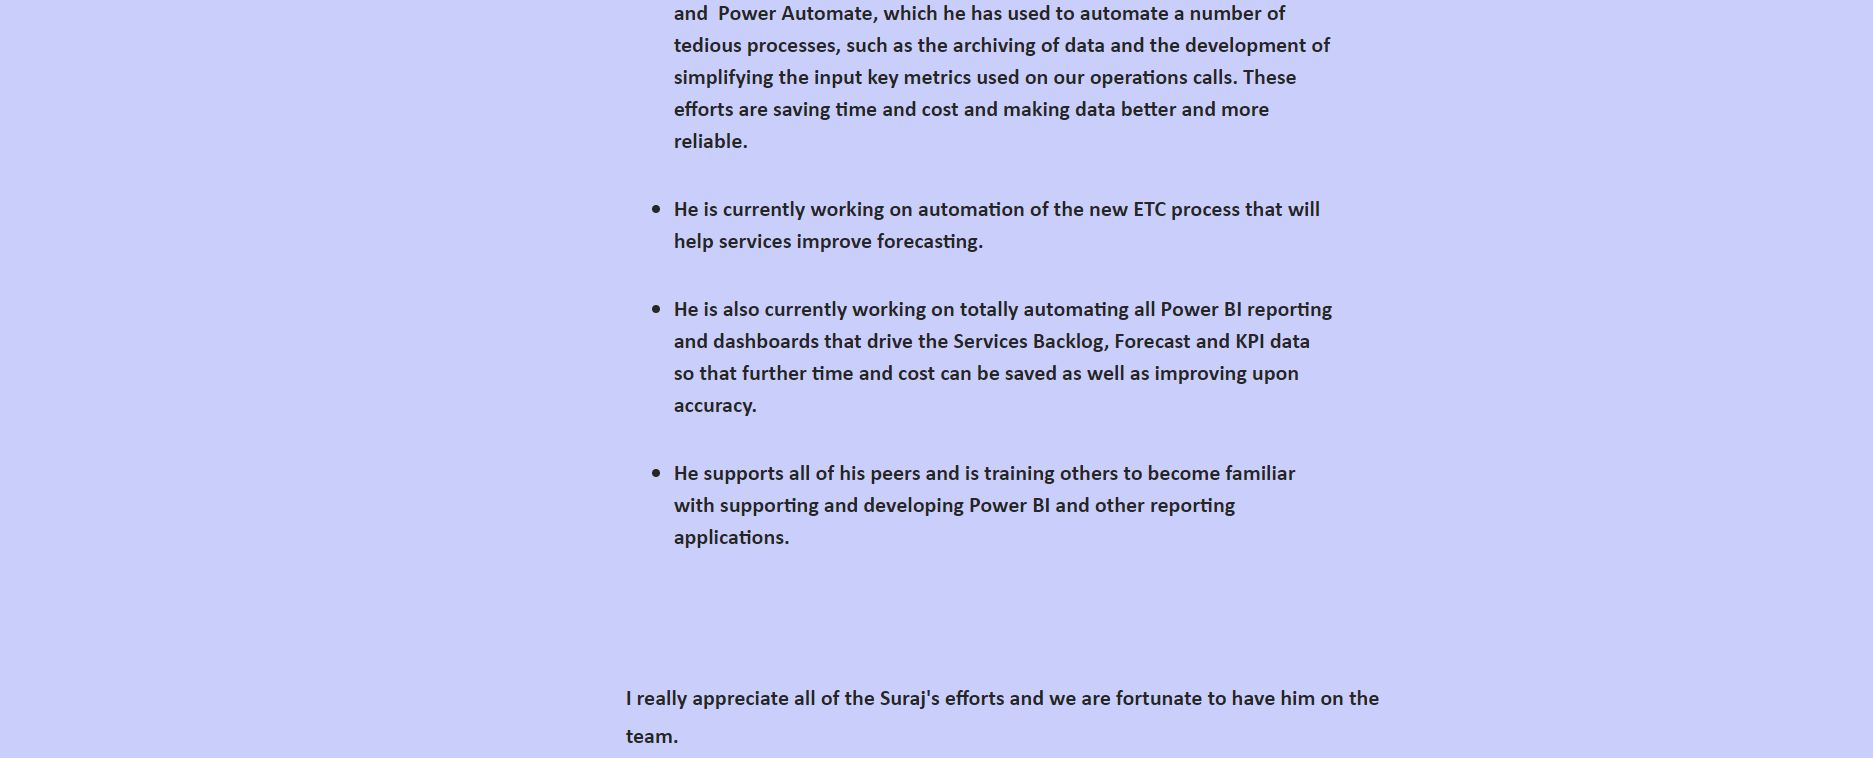 and  Power Automate, which he has used to automate a number of
tedious processes, such as the archiving of data and the development of
simplifying the input key metrics used on our operations calls. These
efforts are saving time and cost and making data better and more
reliable.
• He is currently working on automation of the new ETC process that will
help services improve forecasting.
• He is also currently working on totally automating all Power BI reporting
and dashboards that drive the Services Backlog, Forecast and KPI data
so that further time and cost can be saved as well as improving upon
accuracy.
• He supports all of his peers and is training others to become familiar
with supporting and developing Power BI and other reporting
applications.
I really appreciate all of the Suraj's efforts and we are fortunate to have him on the
team.